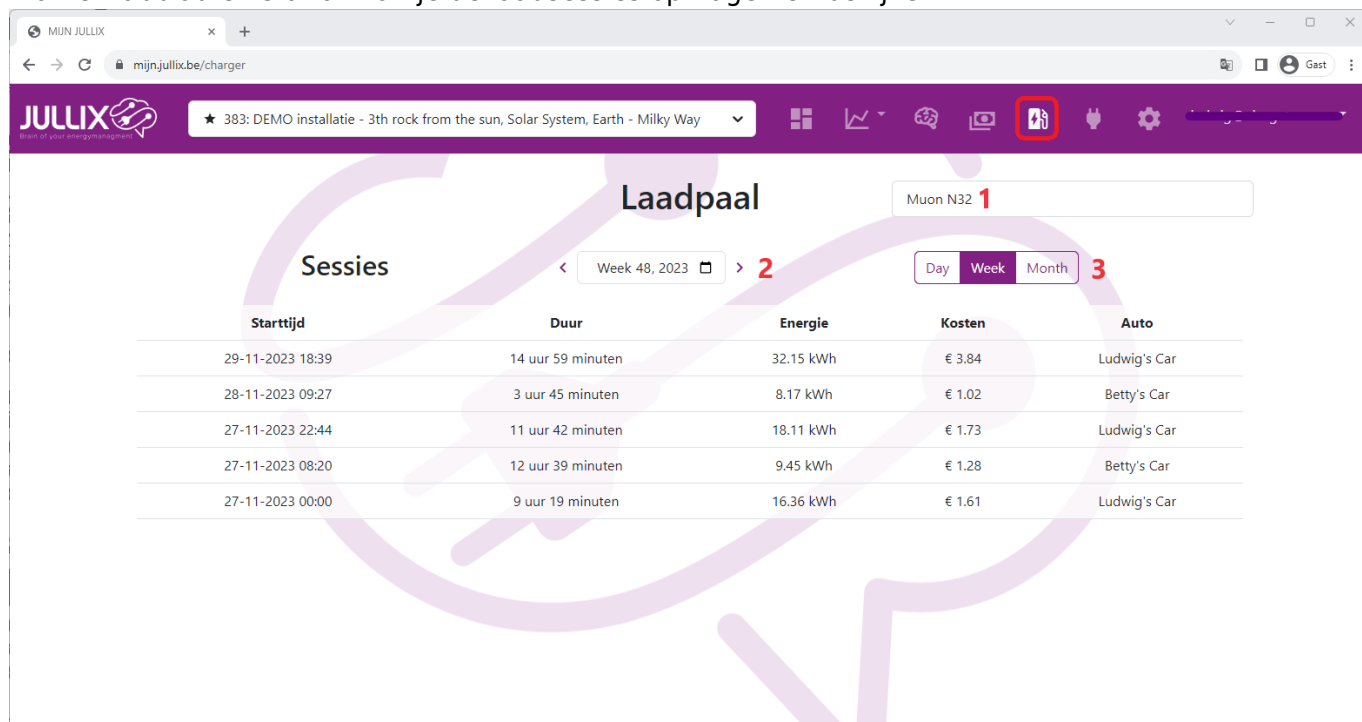 MIJN JULLIX
mijn.jullix.be/charger
Gast
JULLIX
Brain of your energymanagment
★ 383: DEMO installatie - 3th rock from the sun, Solar System, Earth - Milky Way
Laadpaal
Muon N32 1
Sessies
Week 48, 2023 2
Day Week Month 3
Starttijd Duur Energie Kosten Auto
29-11-2023 18:39 14 uur 59 minuten 32.15 kWh € 3.84 Ludwig's Car
28-11-2023 09:27 3 uur 45 minuten 8.17 kWh € 1.02 Betty's Car
27-11-2023 22:44 11 uur 42 minuten 18.11 kWh € 1.73 Ludwig's Car
27-11-2023 08:20 12 uur 39 minuten 9.45 kWh € 1.28 Betty's Car
27-11-2023 00:00 9 uur 19 minuten 16.36 kWh € 1.61 Ludwig's Car